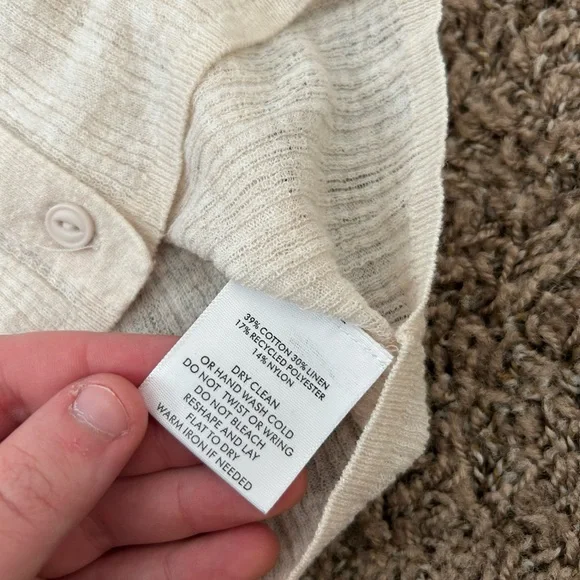 39% COTTON 30% LINEN
17% RECYCLED POLYESTER
14% NYLON
DRY CLEAN
OR HAND WASH COLD
DO NOT TWIST OR WRING
DO NOT BLEACH
RESHAPE AND LAY
FLAT TO DRY
WARM IRON IF NEEDED